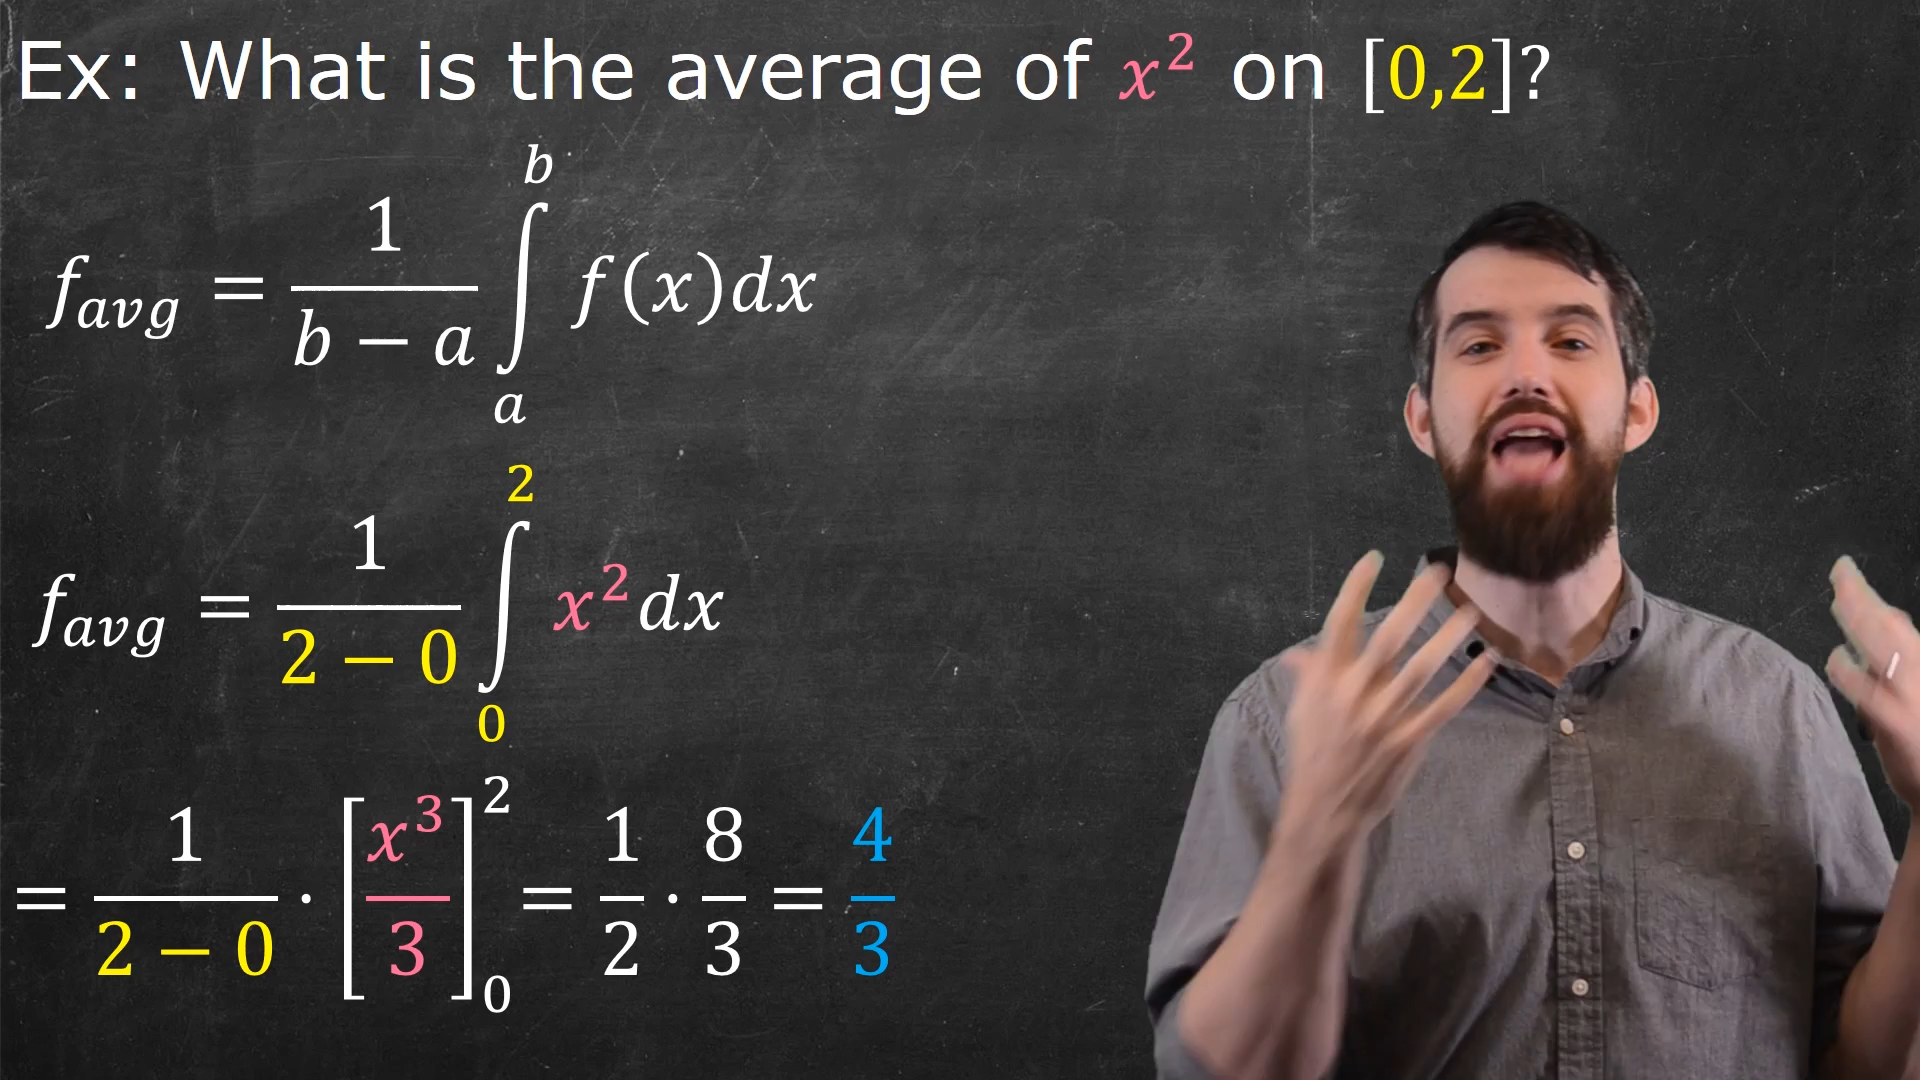 Ex: What is the average of x² on [0,2]?
f_avg = 1/(b − a) ∫_a^b f(x)dx
f_avg = 1/(2 − 0) ∫_0^2 x²dx
= 1/(2 − 0) · [x³/3]_0^2 = 1/2 · 8/3 = 4/3